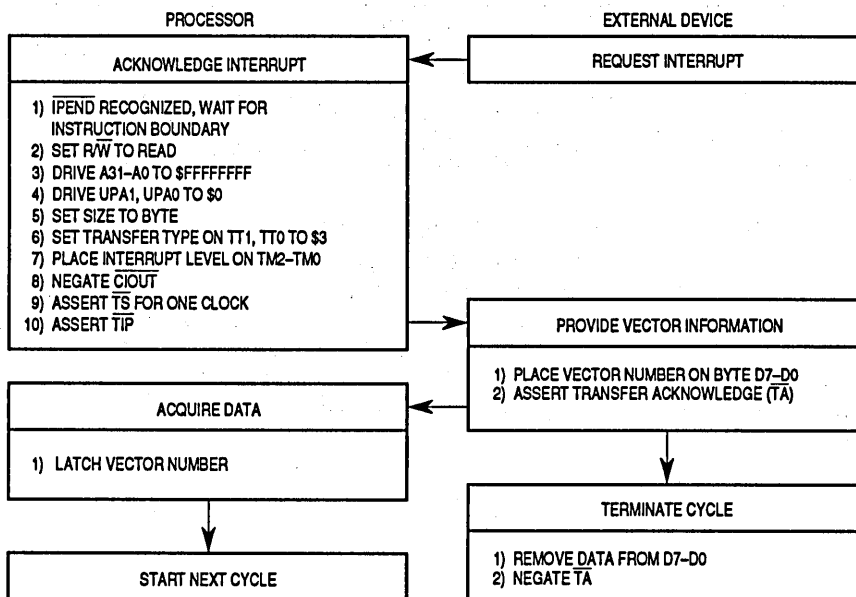 PROCESSOR
EXTERNAL DEVICE
ACKNOWLEDGE INTERRUPT
REQUEST INTERRUPT
1) IPEND RECOGNIZED, WAIT FOR
INSTRUCTION BOUNDARY
2) SET R/W TO READ
3) DRIVE A31–A0 TO $FFFFFFFF
4) DRIVE UPA1, UPA0 TO $0
5) SET SIZE TO BYTE
6) SET TRANSFER TYPE ON TT1, TT0 TO $3
7) PLACE INTERRUPT LEVEL ON TM2–TM0
8) NEGATE CIOUT
9) ASSERT TS FOR ONE CLOCK
10) ASSERT TIP
PROVIDE VECTOR INFORMATION
1) PLACE VECTOR NUMBER ON BYTE D7–D0
2) ASSERT TRANSFER ACKNOWLEDGE (TA)
ACQUIRE DATA
1) LATCH VECTOR NUMBER
TERMINATE CYCLE
1) REMOVE DATA FROM D7–D0
2) NEGATE TA
START NEXT CYCLE